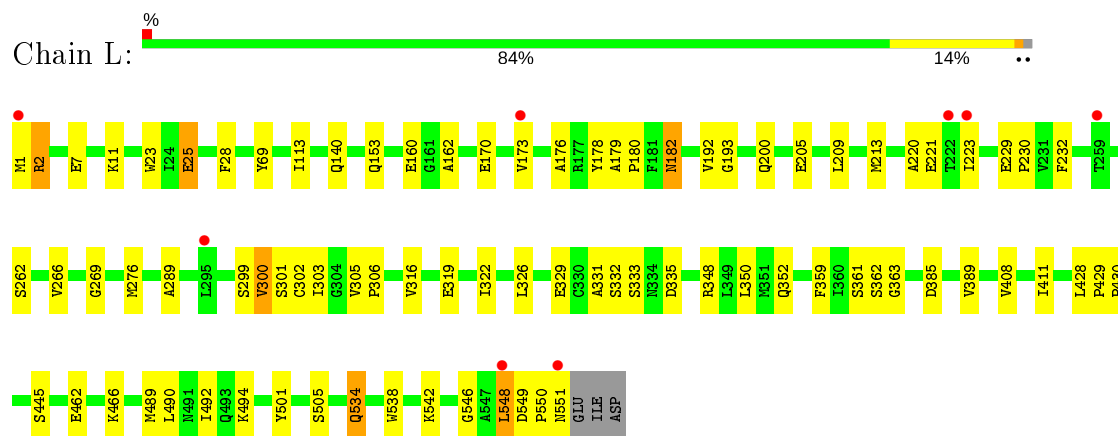 %
Chain L:
84%
14%
••
M1 R2 E7 K11 W23 I24 E25 F28 Y69 I113 Q140 Q153 E160 G161 A162 E170 V173 A176 R177 Y178 A179 P180 F181 N182 V192 G193 Q200 E205 L209 M213 A220 E221 T222 I223 E229 P230 V231 F232 T259
S262 V266 G269 M276 A289 L295 S299 V300 S301 C302 I303 G304 V305 P306 V316 E319 I322 L326 E329 C330 A331 S332 S333 N334 D335 R348 L349 L350 M351 Q352 F359 I360 S361 S362 G363 D385 V389 V408 I411 L428 P429
S445 E462 K466 M489 L490 N491 I492 Q493 K494 Y501 S505 Q534 W538 K542 G546 A547 L548 D549 P550 N551 GLU ILE ASP